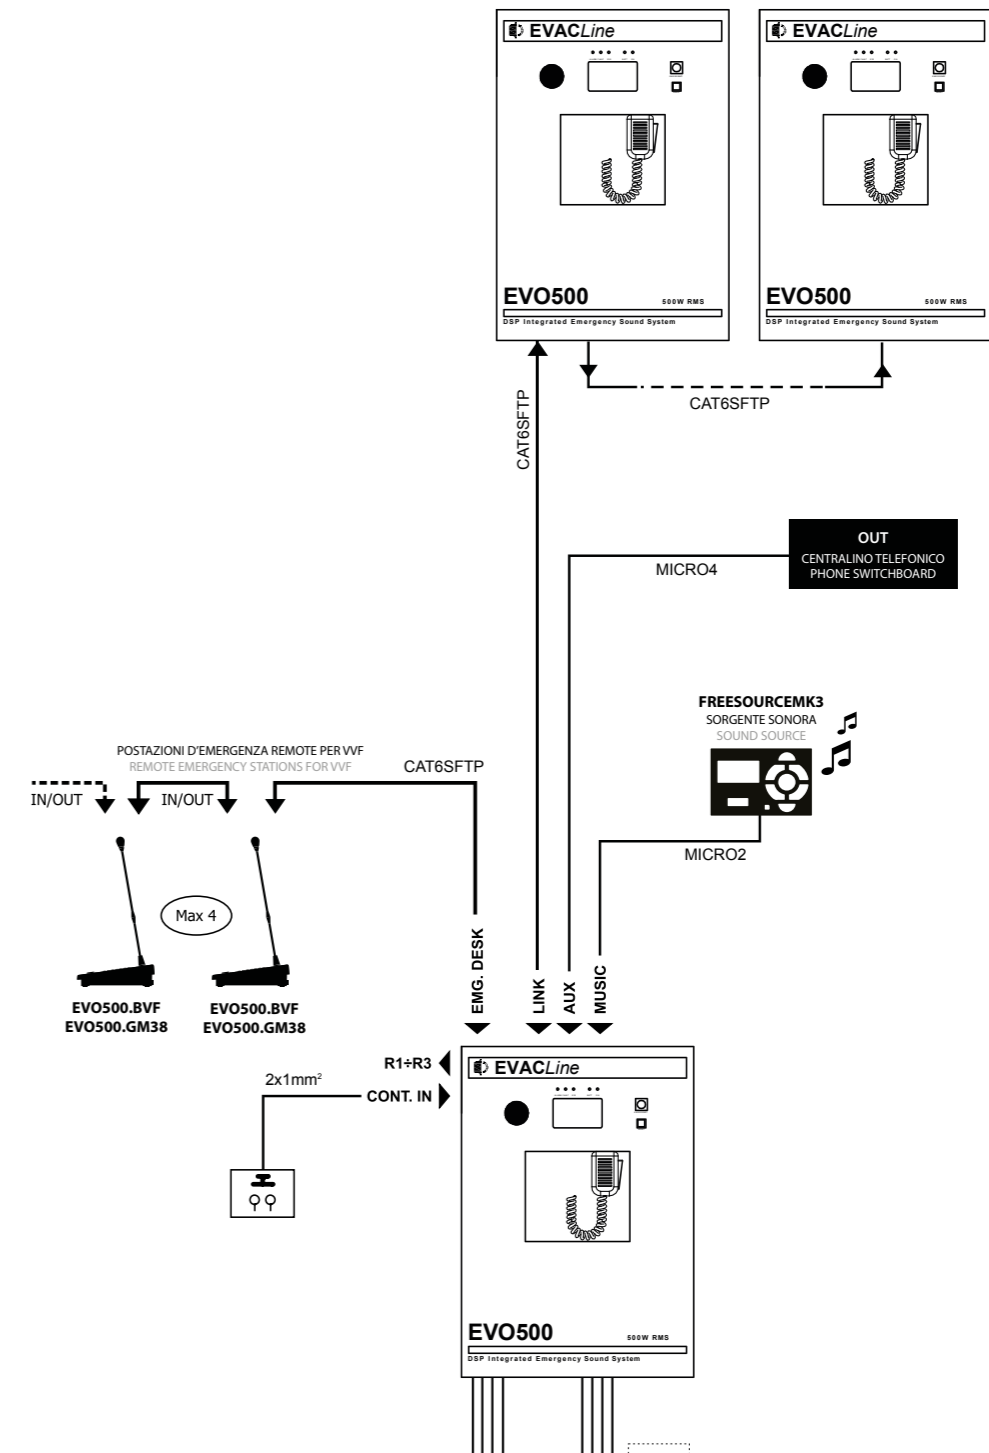 EVACLine
EVO500
500W RMS
DSP Integrated Emergency Sound System
EVACLine
EVO500
500W RMS
DSP Integrated Emergency Sound System
CAT6SFTP
CAT6SFTP
OUT
CENTRALINO TELEFONICO
PHONE SWITCHBOARD
MICRO4
FREESOURCEMK3
SORGENTE SONORA
SOUND SOURCE
MICRO2
POSTAZIONI D'EMERGENZA REMOTE PER VVF
REMOTE EMERGENCY STATIONS FOR VVF
CAT6SFTP
IN/OUT
IN/OUT
Max 4
EVO500.BVF
EVO500.GM38
EVO500.BVF
EVO500.GM38
EMG. DESK
LINK
AUX
MUSIC
R1÷R3
2x1mm²
CONT. IN
EVACLine
EVO500
500W RMS
DSP Integrated Emergency Sound System